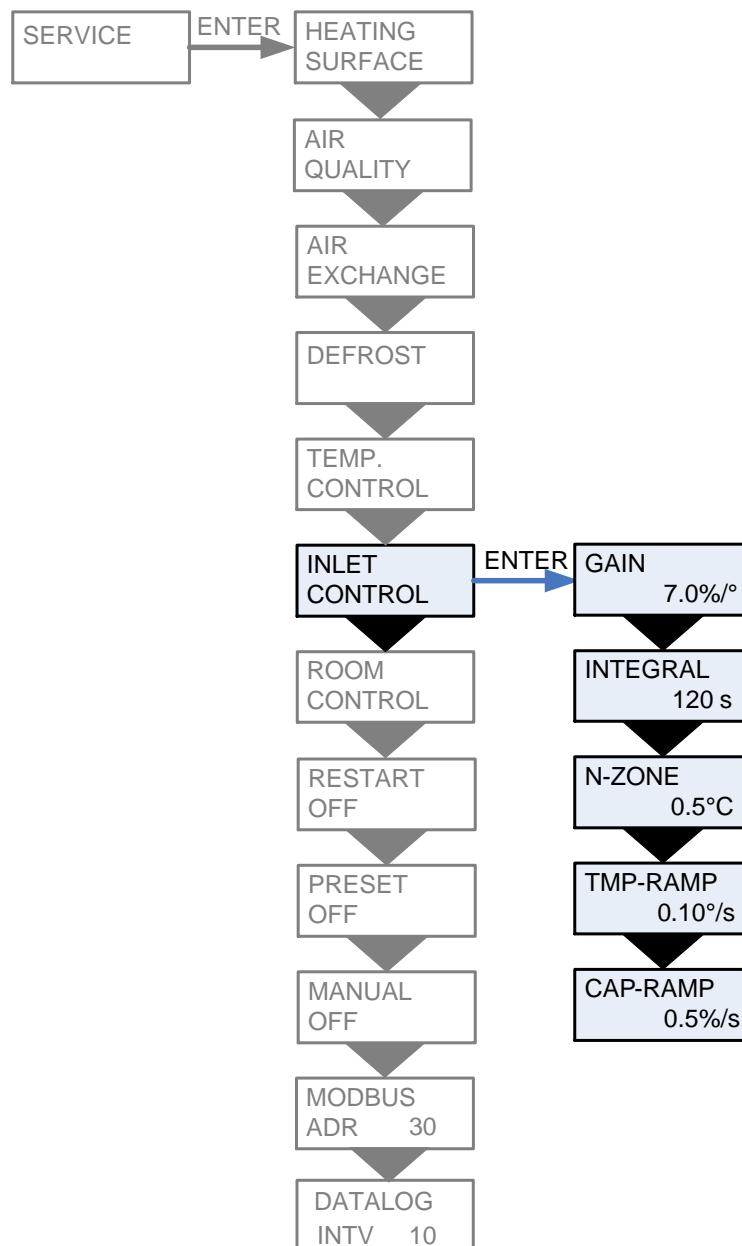 SERVICE
ENTER
HEATING
SURFACE
AIR
QUALITY
AIR
EXCHANGE
DEFROST
TEMP.
CONTROL
INLET
CONTROL
ENTER
GAIN
7.0%/°
INTEGRAL
120 s
N-ZONE
0.5°C
TMP-RAMP
0.10°/s
CAP-RAMP
0.5%/s
ROOM
CONTROL
RESTART
OFF
PRESET
OFF
MANUAL
OFF
MODBUS
ADR 30
DATALOG
INTV 10